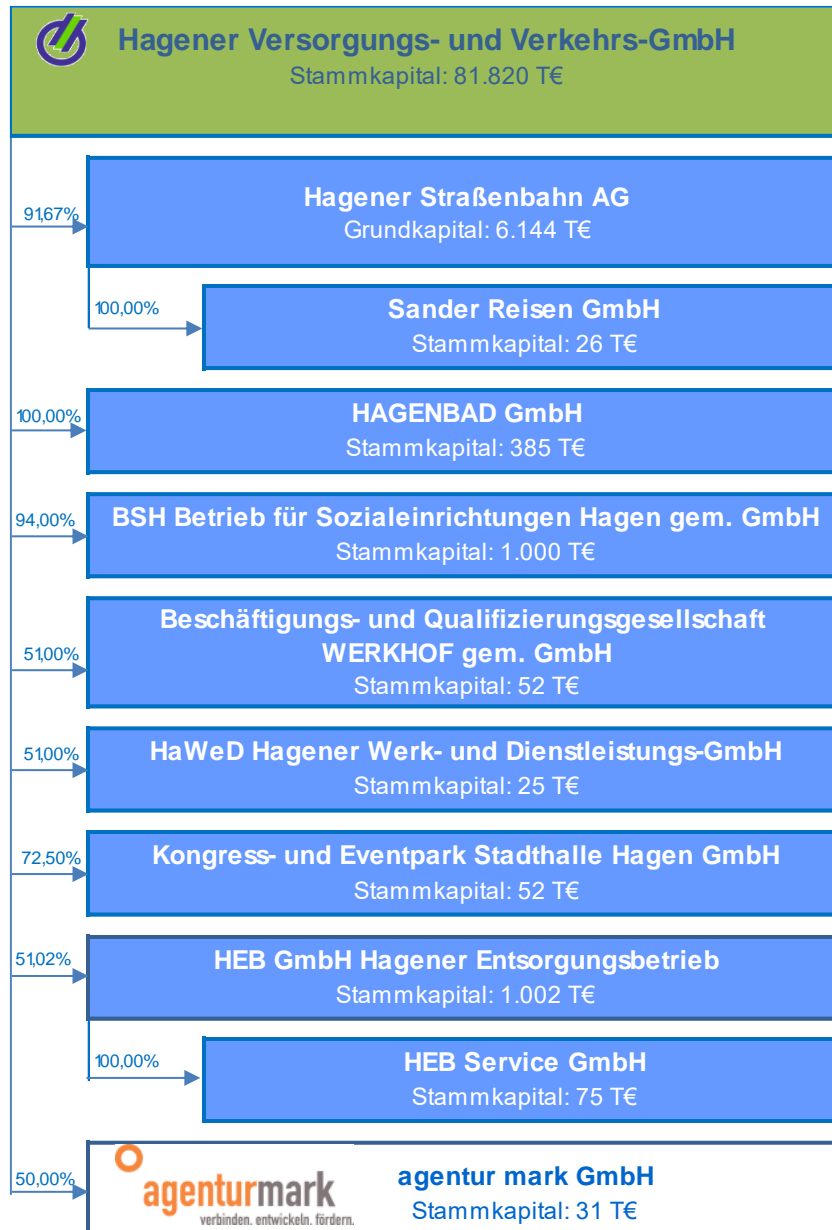 Hagener Versorgungs- und Verkehrs-GmbH
Stammkapital: 81.820 T€
91,67%
Hagener Straßenbahn AG
Grundkapital: 6.144 T€
100,00%
Sander Reisen GmbH
Stammkapital: 26 T€
100,00%
HAGENBAD GmbH
Stammkapital: 385 T€
94,00%
BSH Betrieb für Sozialeinrichtungen Hagen gem. GmbH
Stammkapital: 1.000 T€
51,00%
Beschäftigungs- und Qualifizierungsgesellschaft
WERKHOF gem. GmbH
Stammkapital: 52 T€
51,00%
HaWeD Hagener Werk- und Dienstleistungs-GmbH
Stammkapital: 25 T€
72,50%
Kongress- und Eventpark Stadthalle Hagen GmbH
Stammkapital: 52 T€
51,02%
HEB GmbH Hagener Entsorgungsbetrieb
Stammkapital: 1.002 T€
100,00%
HEB Service GmbH
Stammkapital: 75 T€
50,00%
agenturmark
verbinden. entwickeln. fördern.
agentur mark GmbH
Stammkapital: 31 T€